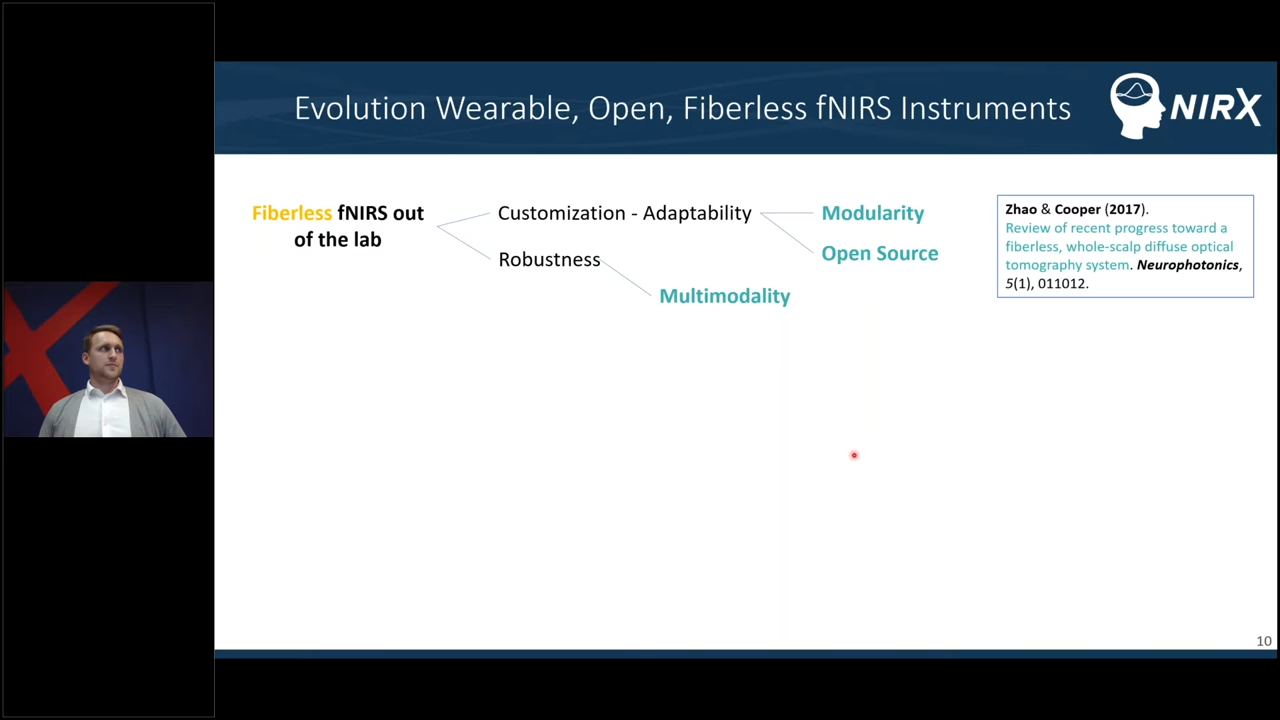 Evolution Wearable, Open, Fiberless fNIRS Instruments
NIRX
Fiberless fNIRS out
of the lab
Customization - Adaptability
Robustness
Multimodality
Modularity
Open Source
Zhao & Cooper (2017).
Review of recent progress toward a
fiberless, whole-scalp diffuse optical
tomography system. Neurophotonics,
5(1), 011012.
10